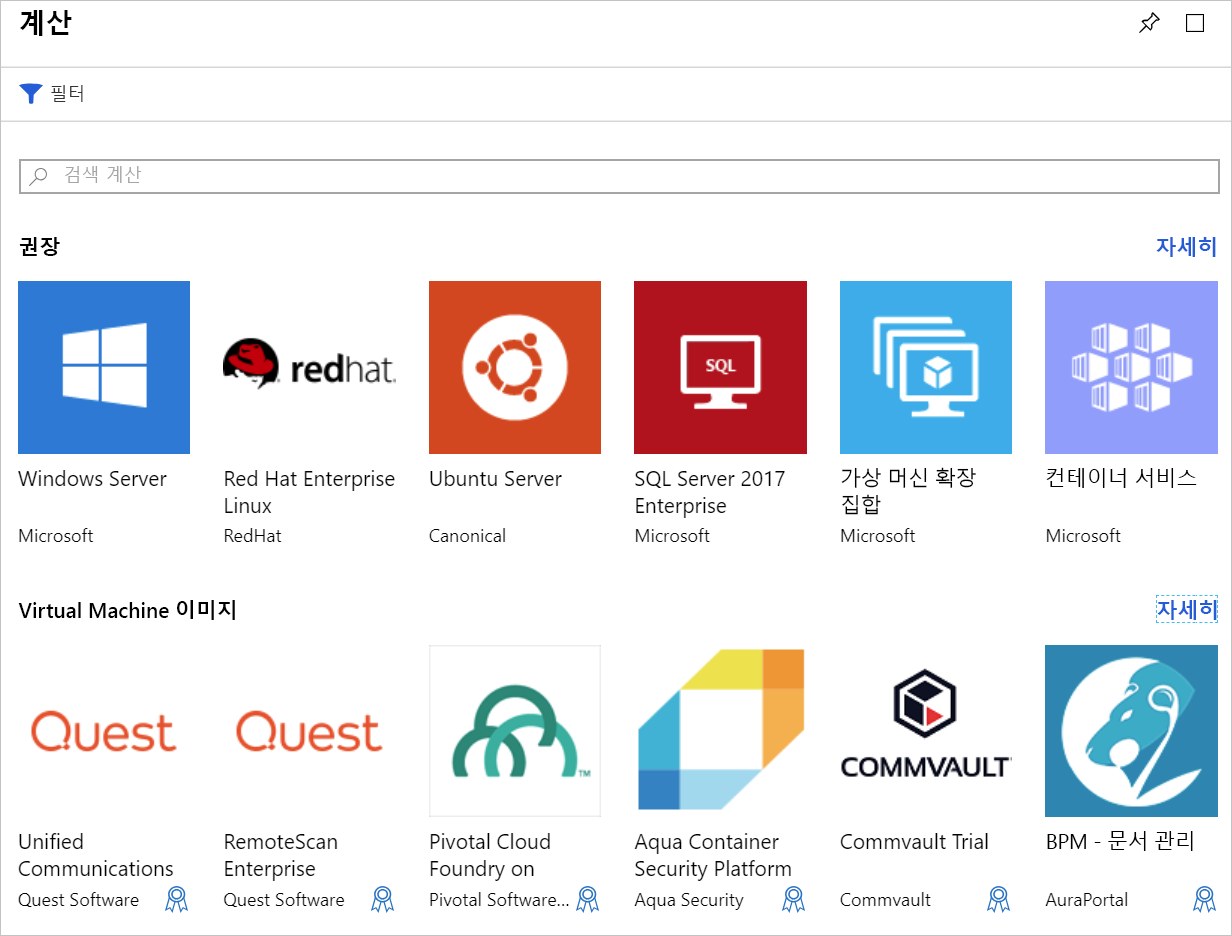 계산
필터
검색 계산
권장
자세히
redhat.
SQL
Windows Server
Red Hat Enterprise
Linux
Ubuntu Server
SQL Server 2017
Enterprise
가상 머신 확장
집합
컨테이너 서비스
Microsoft
RedHat
Canonical
Microsoft
Microsoft
Microsoft
Virtual Machine 이미지
자세히
Quest
Quest
TM
COMMVAULT
Unified
Communications
RemoteScan
Enterprise
Pivotal Cloud
Foundry on
Aqua Container
Security Platform
Commvault Trial
BPM - 문서 관리
Quest Software
Quest Software
Pivotal Software...
Aqua Security
Commvault
AuraPortal